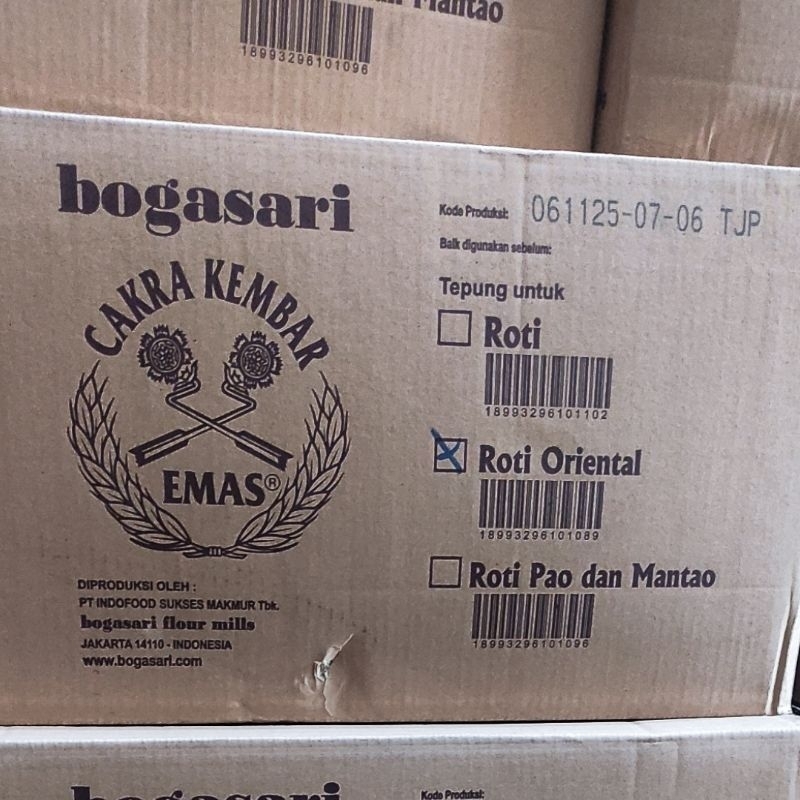 Mantao
18993296101096
bogasari
CAKRA KEMBAR
EMAS®
DIPRODUKSI OLEH :
PT INDOFOOD SUKSES MAKMUR Tbk.
bogasari flour mills
JAKARTA 14110 - INDONESIA
www.bogasari.com
Kode Produksi: 061125-07-06 TJP
Baik digunakan sebelum:
Tepung untuk
Roti
18993296101102
Roti Oriental
18993296101089
Roti Pao dan Mantao
18993296101096
bogasari
Kode Produksi: